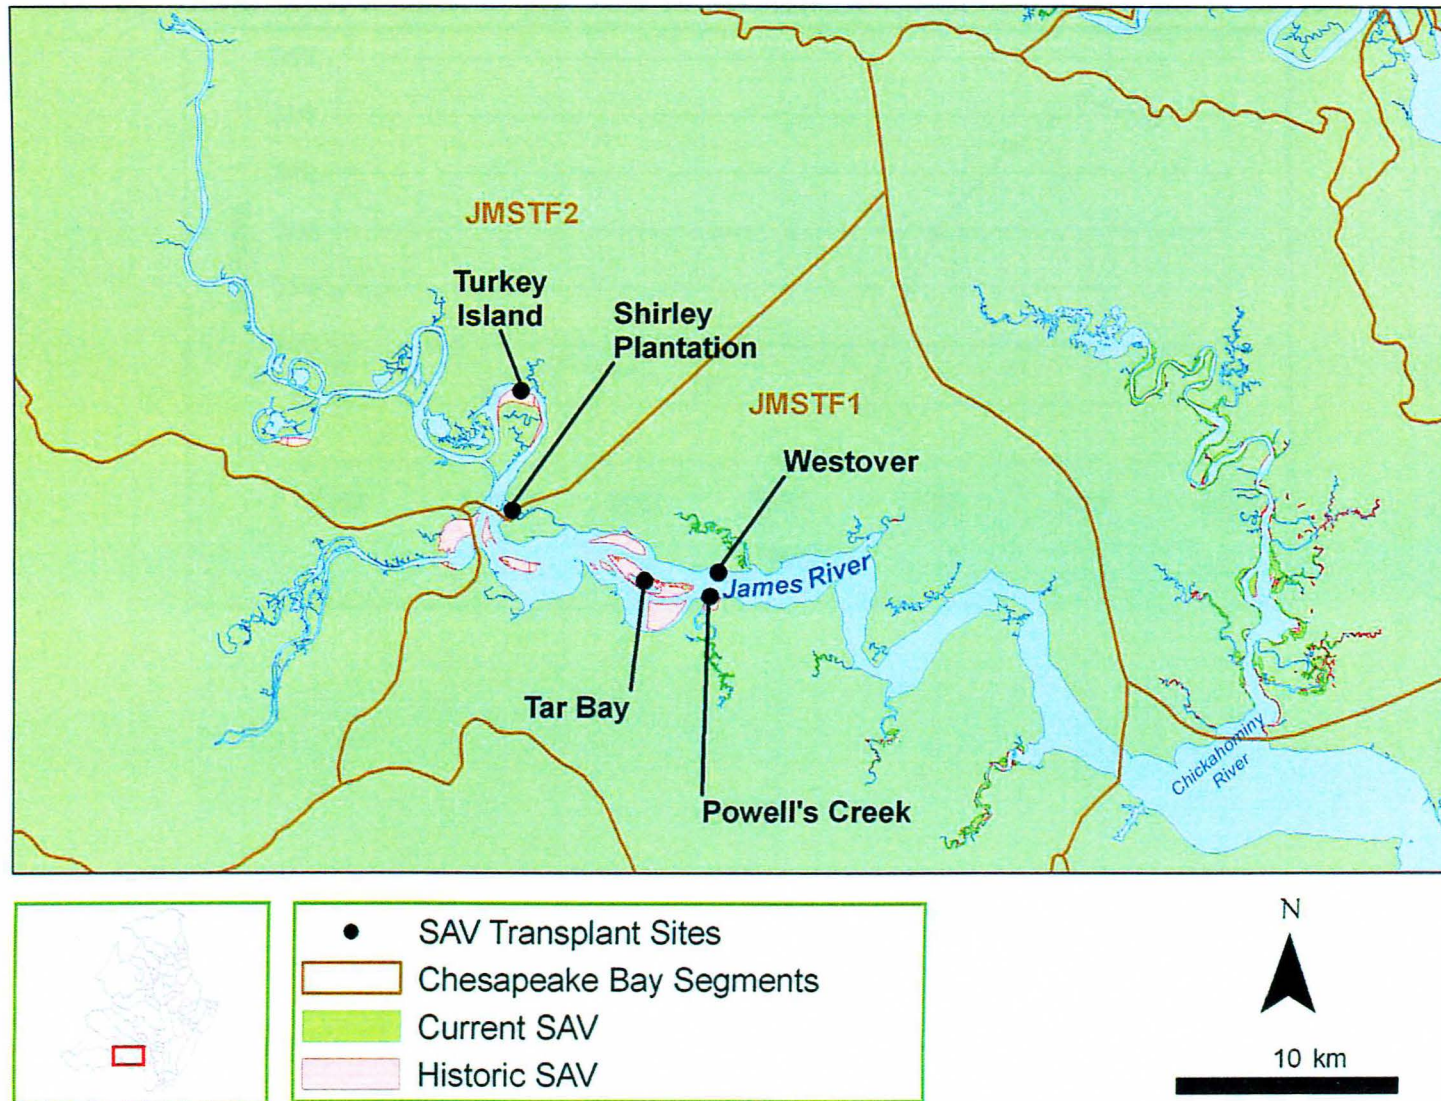 JMSTF2
Turkey
Island
Shirley
Plantation
JMSTF1
Westover
James River
Tar Bay
Powell's Creek
Chickahominy
River
SAV Transplant Sites
Chesapeake Bay Segments
Current SAV
Historic SAV
N
10 km